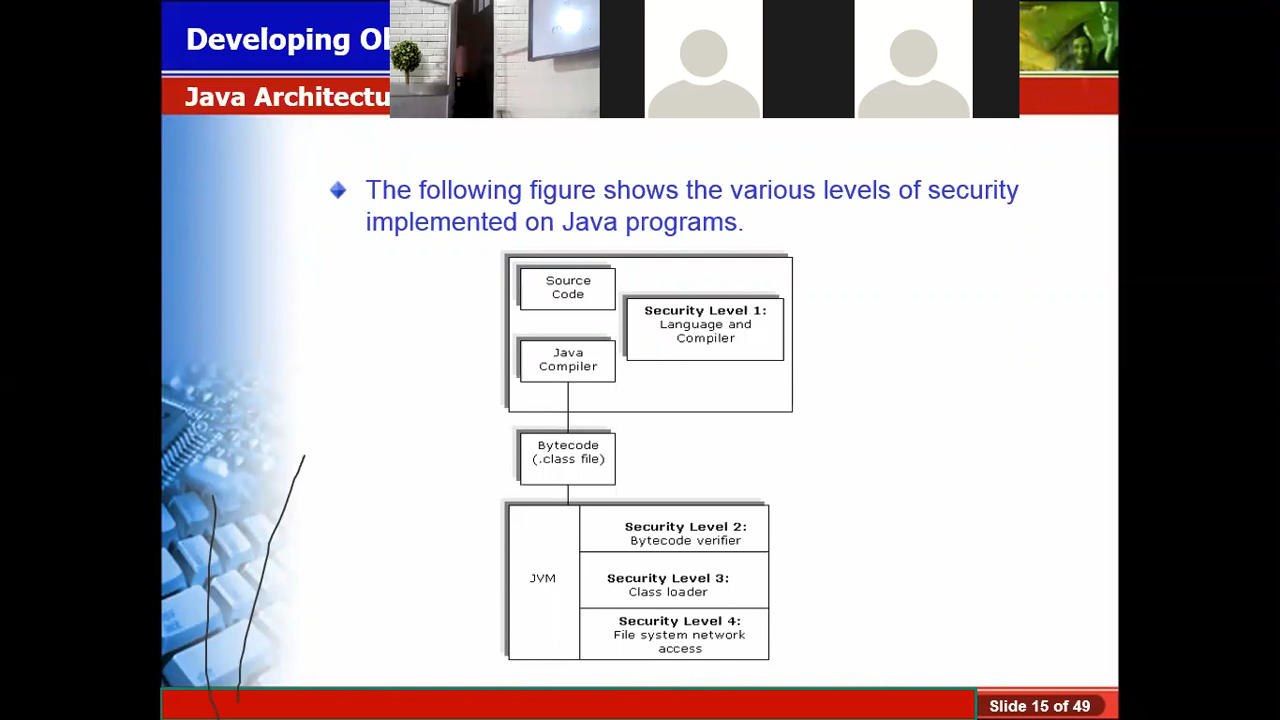 Developing Ob
Java Architectu
The following figure shows the various levels of security
implemented on Java programs.
Source
Code
Security Level 1:
Language and
Compiler
Java
Compiler
Bytecode
(.class file)
JVM
Security Level 2:
Bytecode verifier
Security Level 3:
Class loader
Security Level 4:
File system network
access
Slide 15 of 49